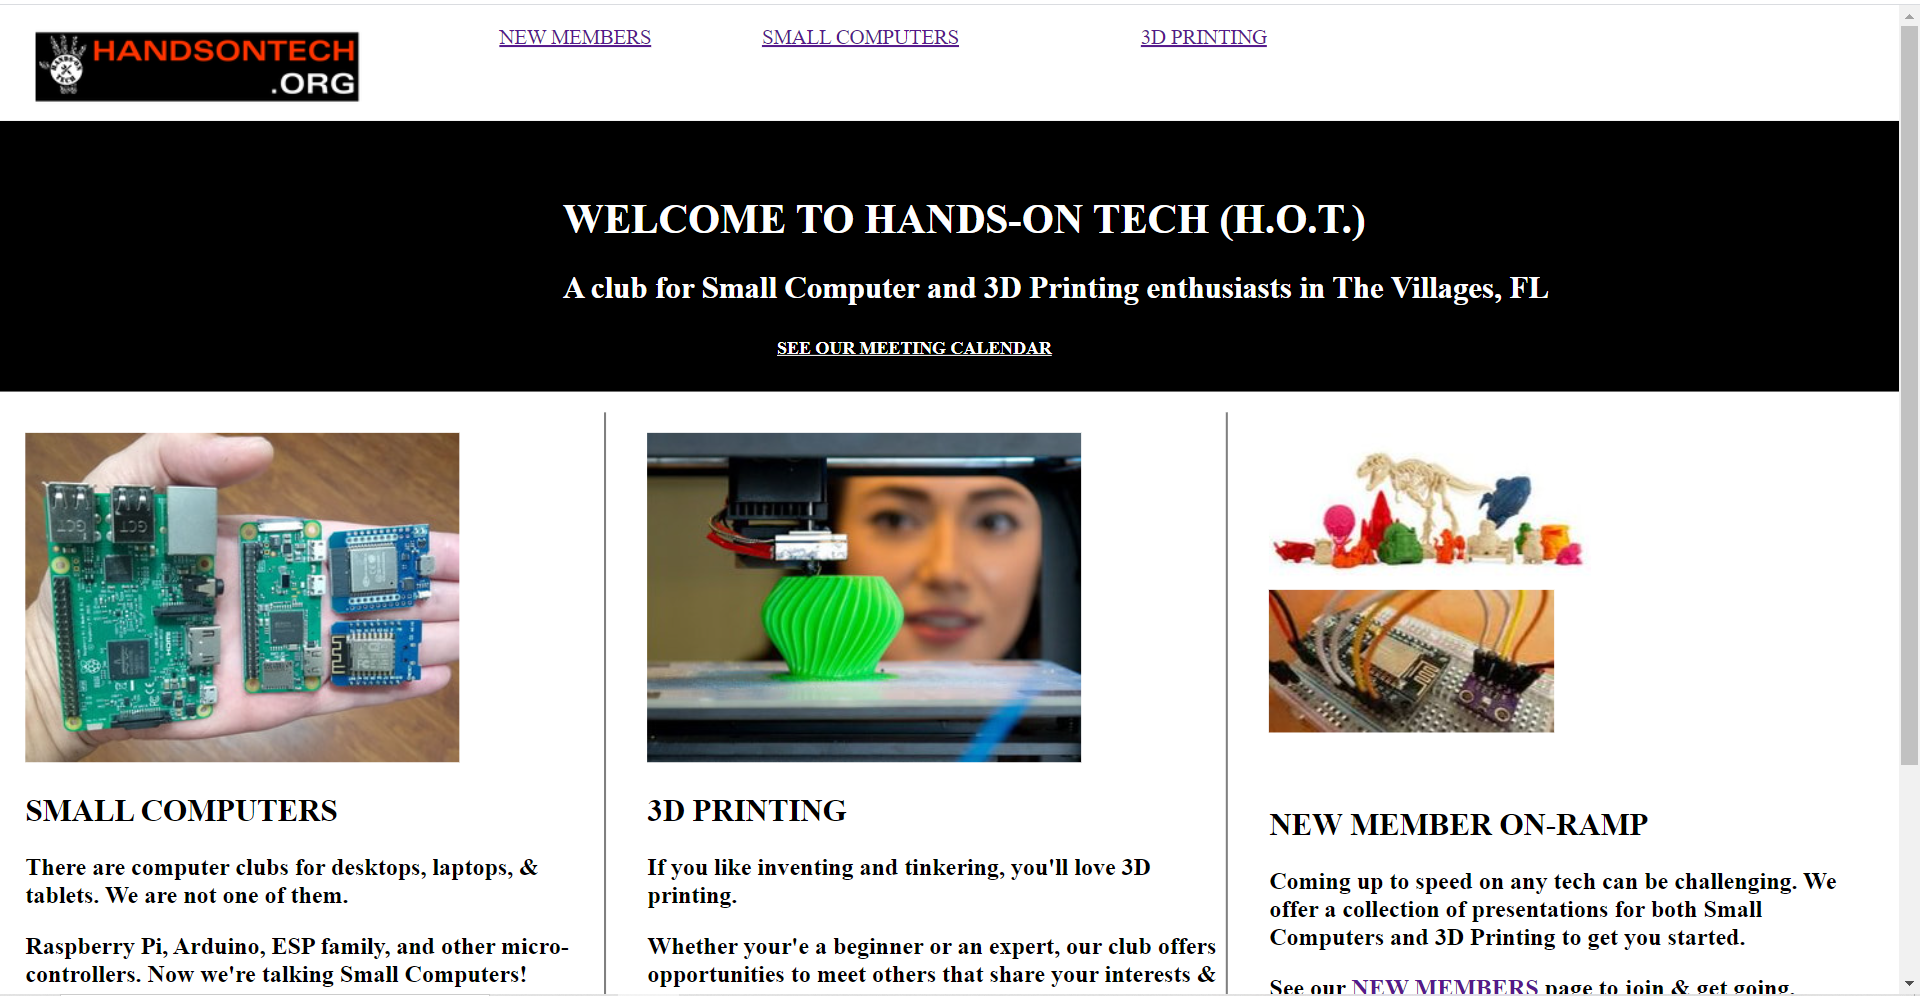 HANDSONTECH
.ORG
NEW MEMBERS
SMALL COMPUTERS
3D PRINTING
WELCOME TO HANDS-ON TECH (H.O.T.)
A club for Small Computer and 3D Printing enthusiasts in The Villages, FL
SEE OUR MEETING CALENDAR
GCT
GCT
HDMI
SMALL COMPUTERS
There are computer clubs for desktops, laptops, &
tablets. We are not one of them.
Raspberry Pi, Arduino, ESP family, and other micro-
controllers. Now we're talking Small Computers!
3D PRINTING
If you like inventing and tinkering, you'll love 3D
printing.
Whether your'e a beginner or an expert, our club offers
opportunities to meet others that share your interests &
NEW MEMBER ON-RAMP
Coming up to speed on any tech can be challenging. We
offer a collection of presentations for both Small
Computers and 3D Printing to get you started.
See our NEW MEMBERS page to join & get going.